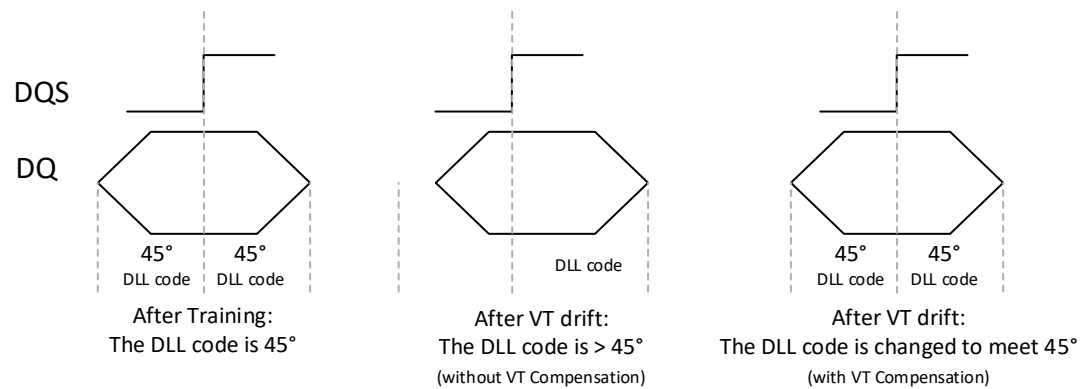 DQS
DQ
45° 45°
DLL code DLL code
After Training:
The DLL code is 45°
DLL code
After VT drift:
The DLL code is > 45°
(without VT Compensation)
45° 45°
DLL code DLL code
After VT drift:
The DLL code is changed to meet 45°
(with VT Compensation)